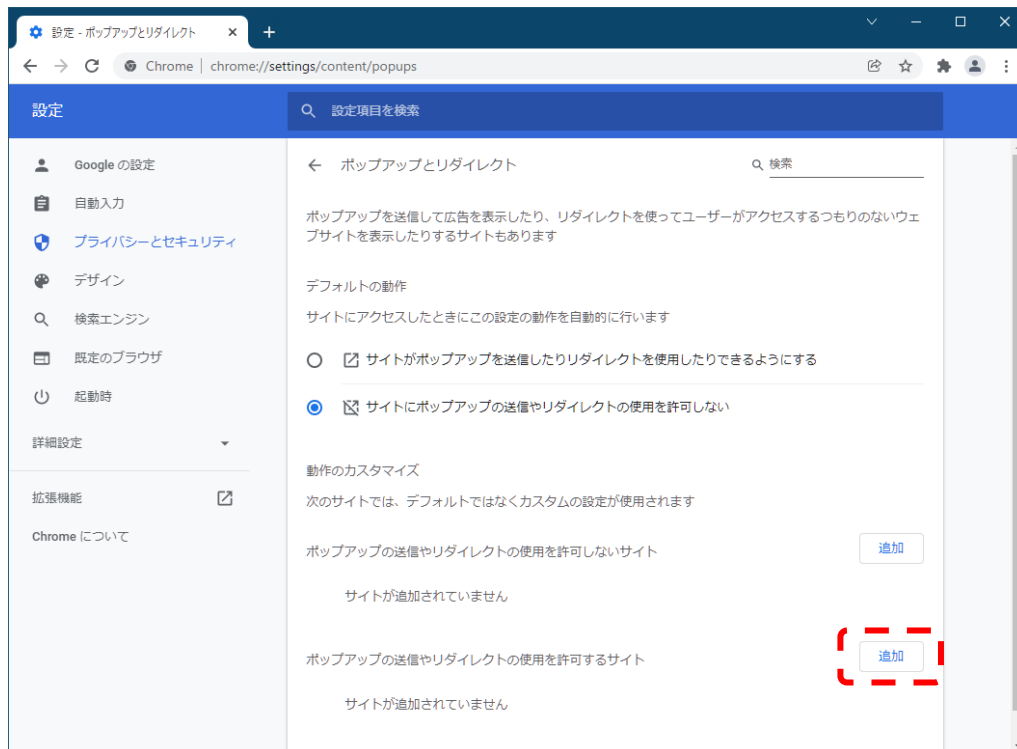 設定 - ポップアップとリダイレクト
Chrome | chrome://settings/content/popups
設定
設定項目を検索
Google の設定
自動入力
プライバシーとセキュリティ
デザイン
検索エンジン
既定のブラウザ
起動時
詳細設定
拡張機能
Chrome について
ポップアップとリダイレクト
検索
ポップアップを送信して広告を表示したり、リダイレクトを使ってユーザーがアクセスするつもりのないウェ
ブサイトを表示したりするサイトもあります
デフォルトの動作
サイトにアクセスしたときにこの設定の動作を自動的に行います
サイトがポップアップを送信したりリダイレクトを使用したりできるようにする
サイトにポップアップの送信やリダイレクトの使用を許可しない
動作のカスタマイズ
次のサイトでは、デフォルトではなくカスタムの設定が使用されます
ポップアップの送信やリダイレクトの使用を許可しないサイト
追加
サイトが追加されていません
ポップアップの送信やリダイレクトの使用を許可するサイト
追加
サイトが追加されていません